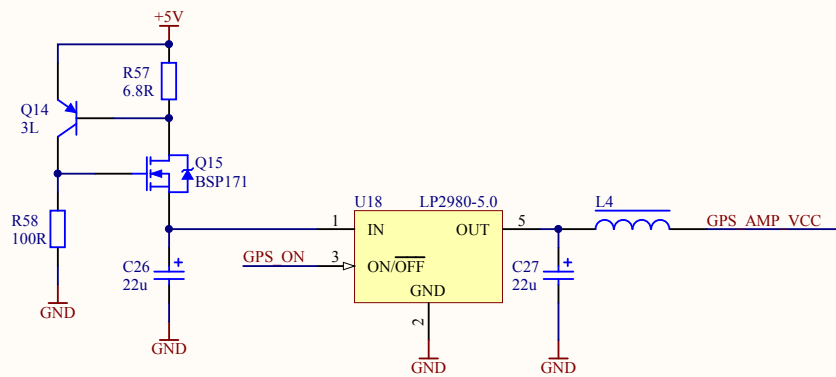 +5V
R57
6.8R
Q14
3L
Q15
BSP171
R58
100R
GND
C26
22u
GND
U18 LP2980-5.0
1 IN OUT 5
GPS_ON 3 ON/OFF
GND
2
GND
C27
22u
GND
L4
GPS_AMP_VCC